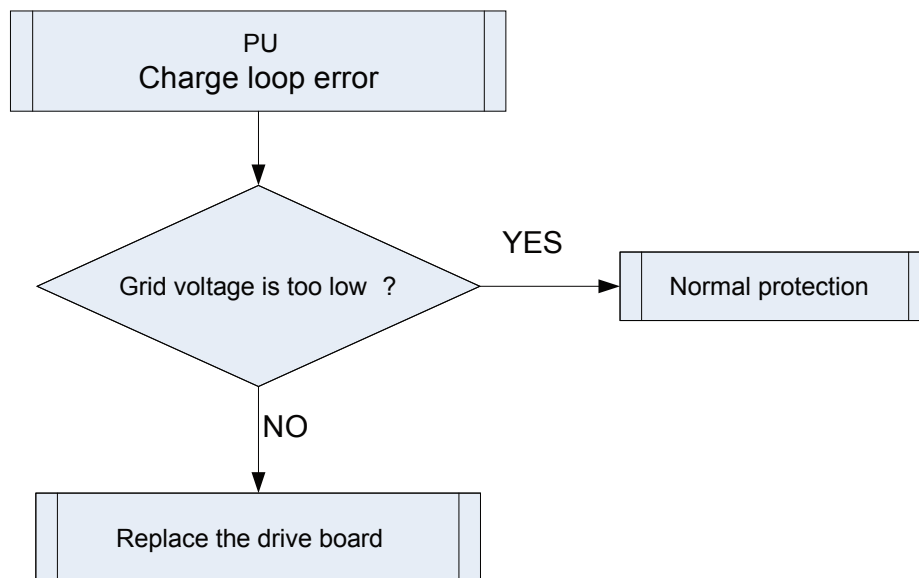 PU
Charge loop error
YES
Grid voltage is too low ?
Normal protection
NO
Replace the drive board